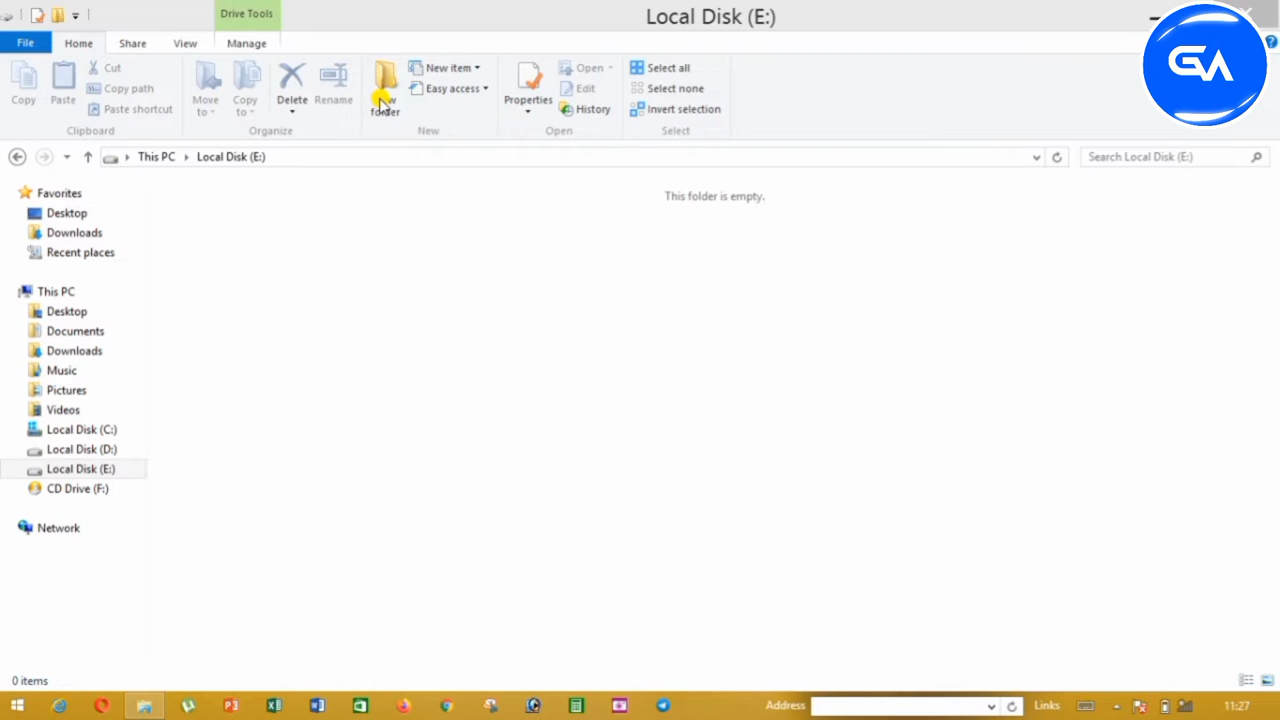 Drive Tools
Local Disk (E:)
File
Home
Share
View
Manage
Copy
Paste
Cut
Copy path
Paste shortcut
Clipboard
Move to
Copy to
Delete
Rename
Organize
folder
New item
Easy access
New
Properties
Open
Edit
History
Open
Select all
Select none
Invert selection
Select
This PC
Local Disk (E:)
Search Local Disk (E:)
This folder is empty.
Favorites
Desktop
Downloads
Recent places
This PC
Desktop
Documents
Downloads
Music
Pictures
Videos
Local Disk (C:)
Local Disk (D:)
Local Disk (E:)
CD Drive (F:)
Network
0 items
Address
Links
11:27